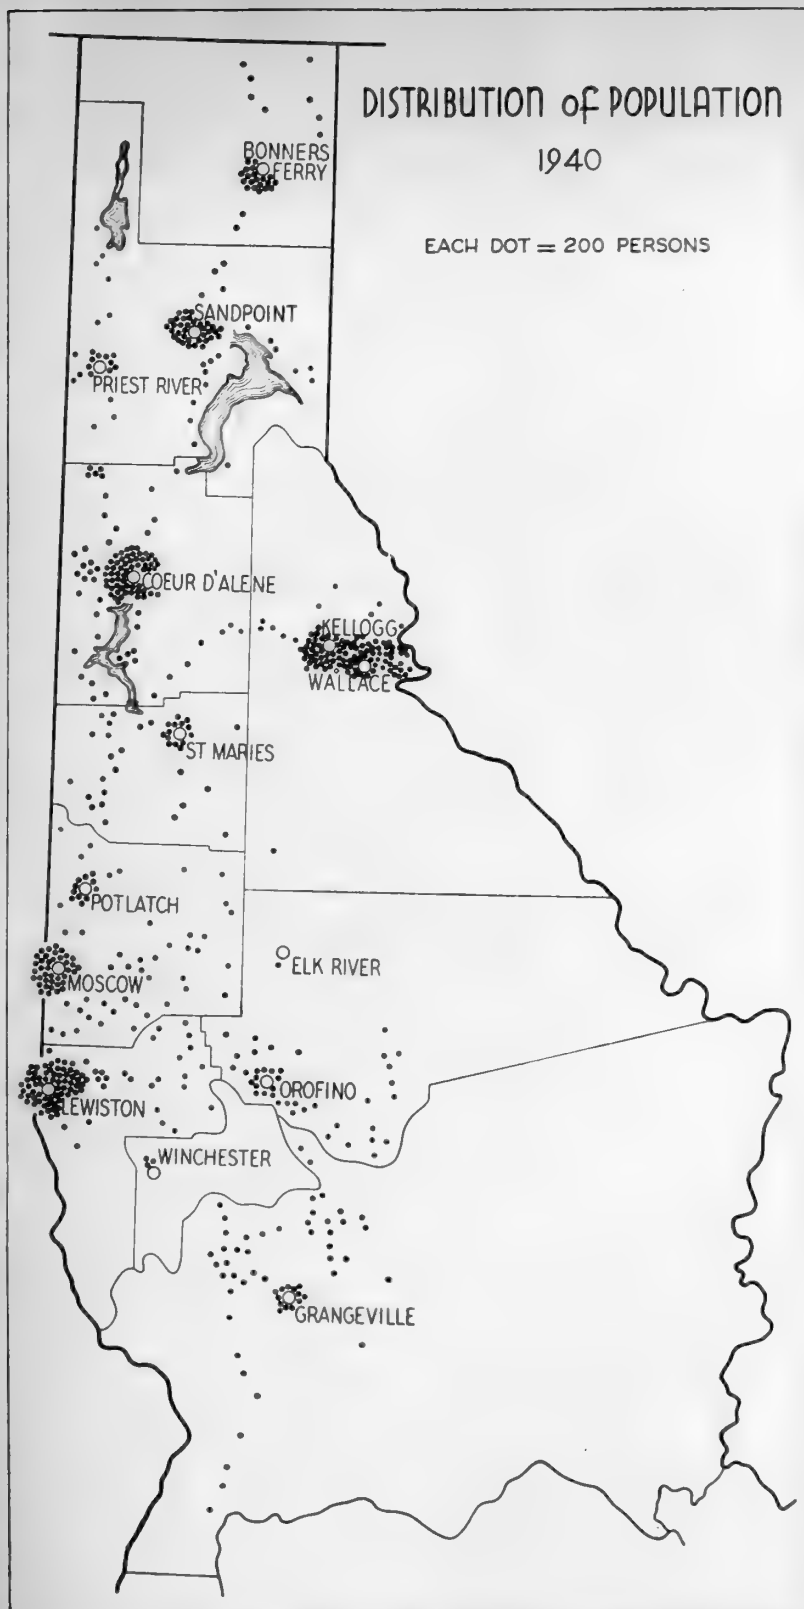 DISTRIBUTION of POPULATION
1940
EACH DOT = 200 PERSONS
BONNERS
FERRY
SANDPOINT
PRIEST RIVER
COEUR D'ALENE
KELLOGG
WALLACE
ST MARIES
POTLATCH
ELK RIVER
MOSCOW
OROFINO
LEWISTON
WINCHESTER
GRANGEVILLE